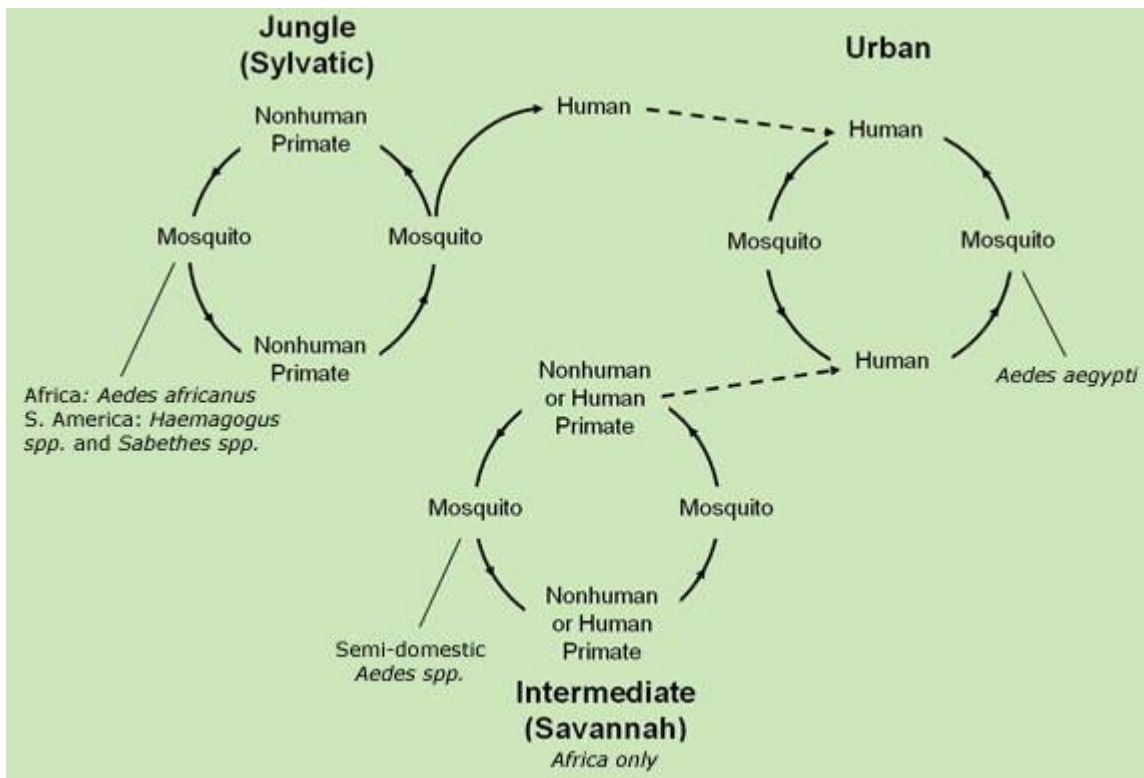 Jungle
(Sylvatic)
Nonhuman
Primate
Mosquito
Mosquito
Nonhuman
Primate
Africa: Aedes africanus
S. America: Haemagogus
spp. and Sabethes spp.
Human
Urban
Human
Mosquito
Mosquito
Human
Aedes aegypti
Nonhuman
or Human
Primate
Mosquito
Mosquito
Nonhuman
or Human
Primate
Semi-domestic
Aedes spp.
Intermediate
(Savannah)
Africa only